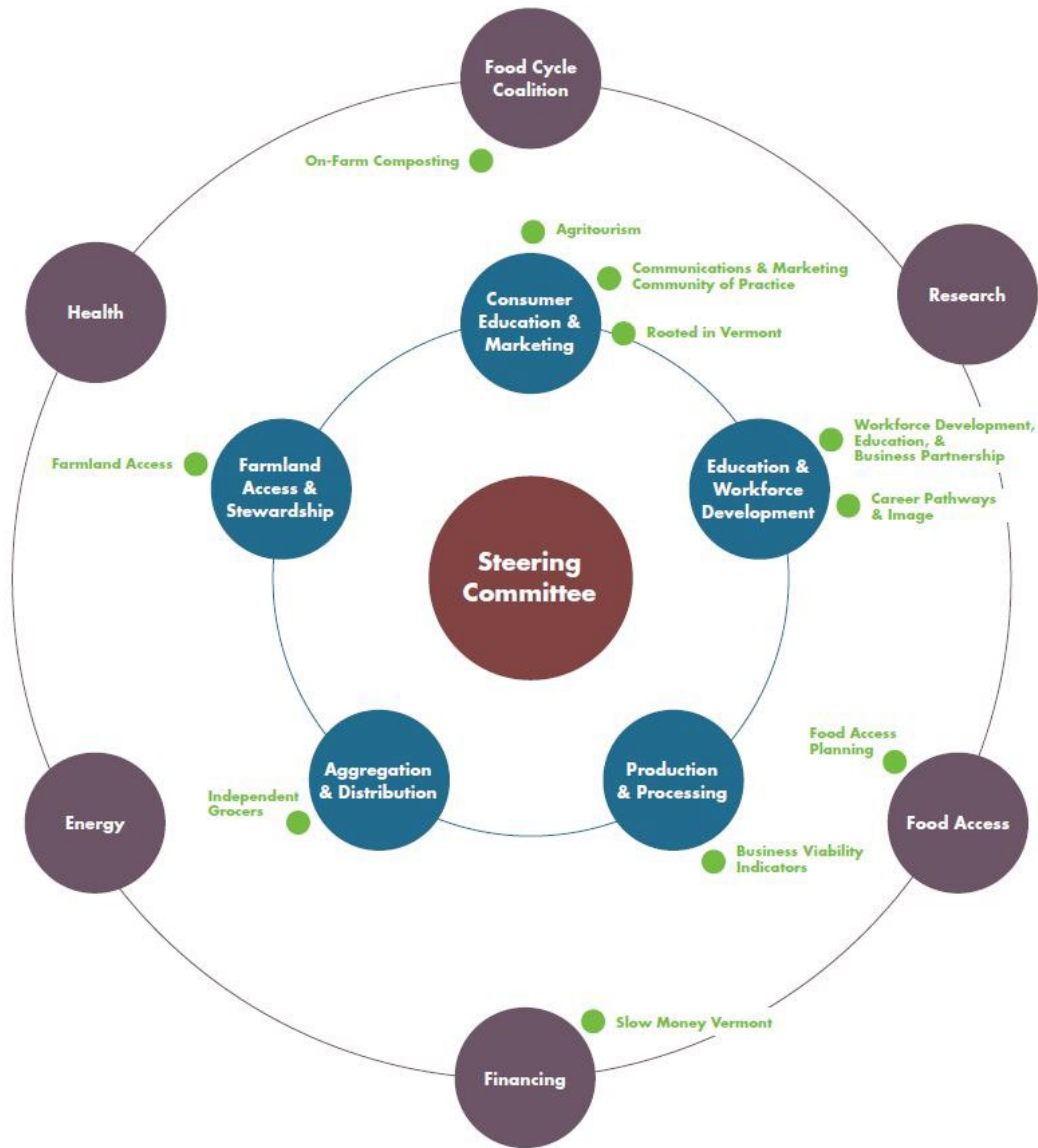 Food Cycle
Coalition
On-Farm Composting
Agritourism
Communications & Marketing
Community of Practice
Consumer
Education &
Marketing
Rooted in Vermont
Health
Research
Farmland Access
Farmland
Access &
Stewardship
Workforce Development,
Education, &
Business Partnership
Education &
Workforce
Development
Career Pathways
& Image
Steering
Committee
Food Access
Planning
Aggregation
& Distribution
Production
& Processing
Independent
Grocers
Energy
Food Access
Business Viability
Indicators
Slow Money Vermont
Financing